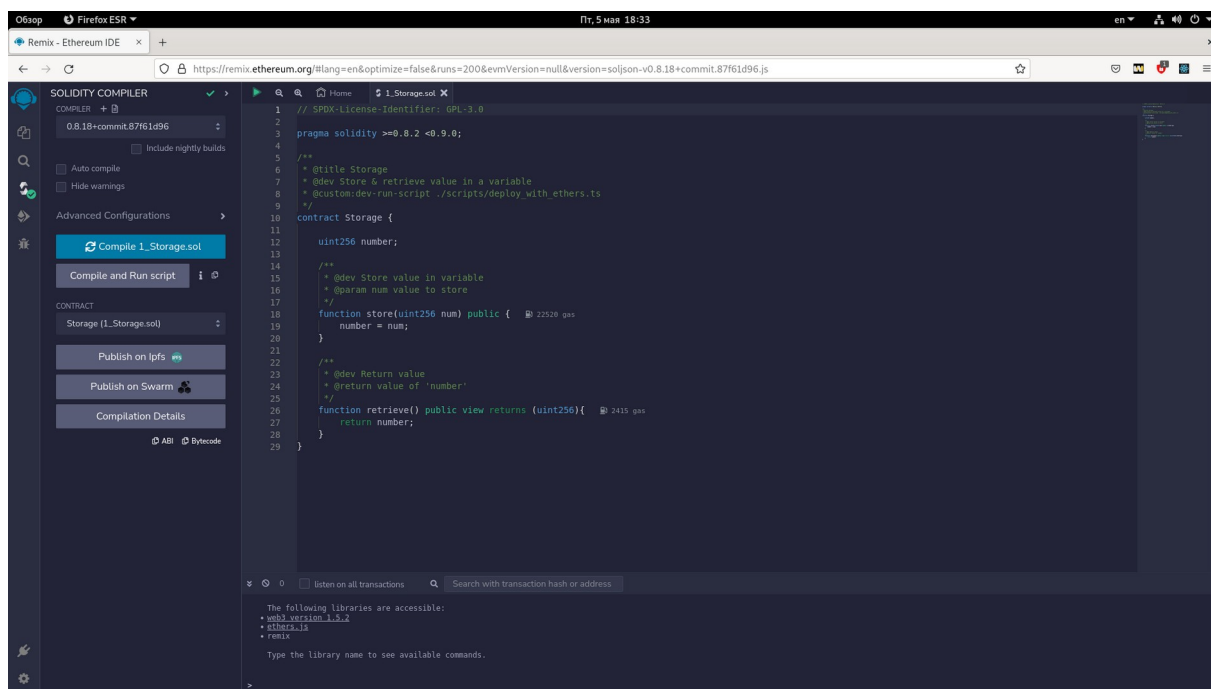 Обзор Firefox ESR Пт, 5 мая 18:33 en
Remix - Ethereum IDE × +
https://remix.ethereum.org/#lang=en&optimize=false&runs=200&evmVersion=null&version=soljson-v0.8.18+commit.87f61d96.js
SOLIDITY COMPILER
COMPILER +
0.8.18+commit.87f61d96
Include nightly builds
Auto compile
Hide warnings
Advanced Configurations
Compile 1_Storage.sol
Compile and Run script i
CONTRACT
Storage (1_Storage.sol)
Publish on Ipfs
Publish on Swarm
Compilation Details
ABI Bytecode
Home 1_Storage.sol
1 // SPDX-License-Identifier: GPL-3.0
2
3 pragma solidity >=0.8.2 <0.9.0;
4
5 /**
6 * @title Storage
7 * @dev Store & retrieve value in a variable
8 * @custom:dev-run-script ./scripts/deploy_with_ethers.ts
9 */
10 contract Storage {
11
12 uint256 number;
13
14 /**
15 * @dev Store value in variable
16 * @param num value to store
17 */
18 function store(uint256 num) public { 22520 gas
19 number = num;
20 }
21
22 /**
23 * @dev Return value
24 * @return value of 'number'
25 */
26 function retrieve() public view returns (uint256){ 2415 gas
27 return number;
28 }
29 }
0 listen on all transactions Search with transaction hash or address
The following libraries are accessible:
• web3 version 1.5.2
• ethers.js
• remix
Type the library name to see available commands.
>